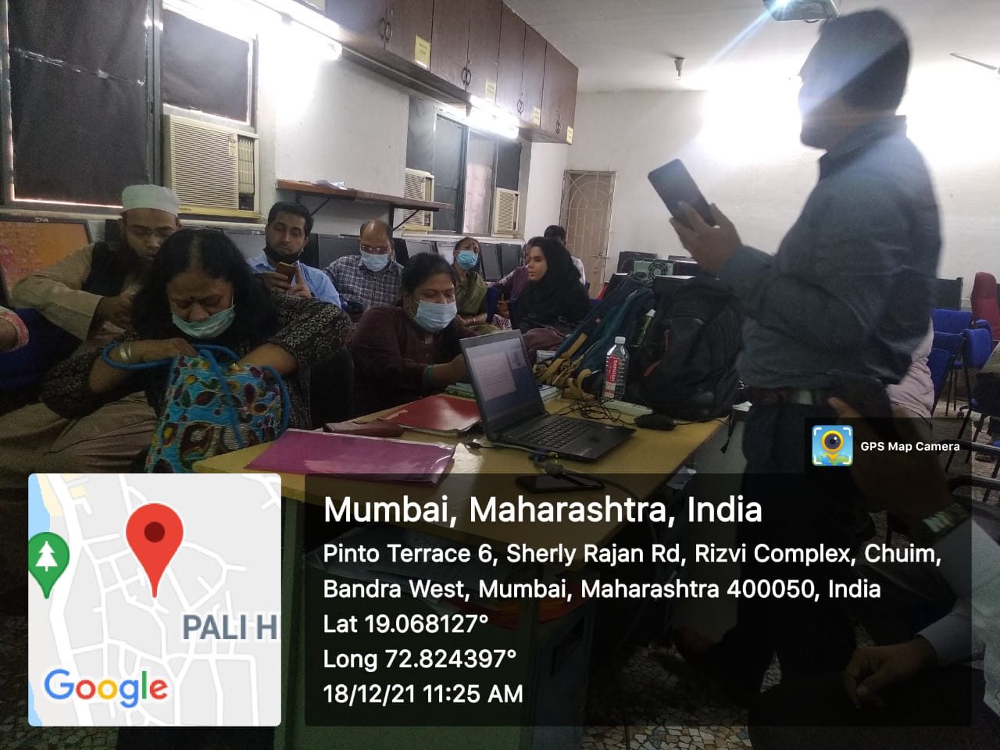 GPS Map Camera
PALI H
Google
Mumbai, Maharashtra, India
Pinto Terrace 6, Sherly Rajan Rd, Rizvi Complex, Chuim,
Bandra West, Mumbai, Maharashtra 400050, India
Lat 19.068127°
Long 72.824397°
18/12/21 11:25 AM